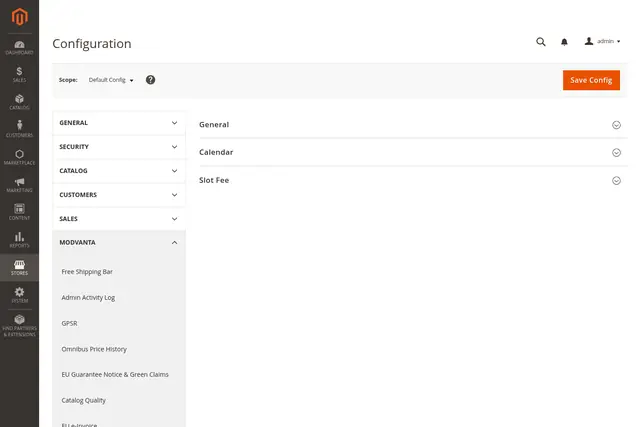 Configuration
admin
Scope:
Default Config
?
Save Config
DASHBOARD
SALES
CATALOG
CUSTOMERS
MARKETPLACE
MARKETING
CONTENT
REPORTS
STORES
SYSTEM
FIND PARTNERS
& EXTENSIONS
GENERAL
SECURITY
CATALOG
CUSTOMERS
SALES
MODVANTA
Free Shipping Bar
Admin Activity Log
GPSR
Omnibus Price History
EU Guarantee Notice & Green Claims
Catalog Quality
EU e-Invoice
General
Calendar
Slot Fee